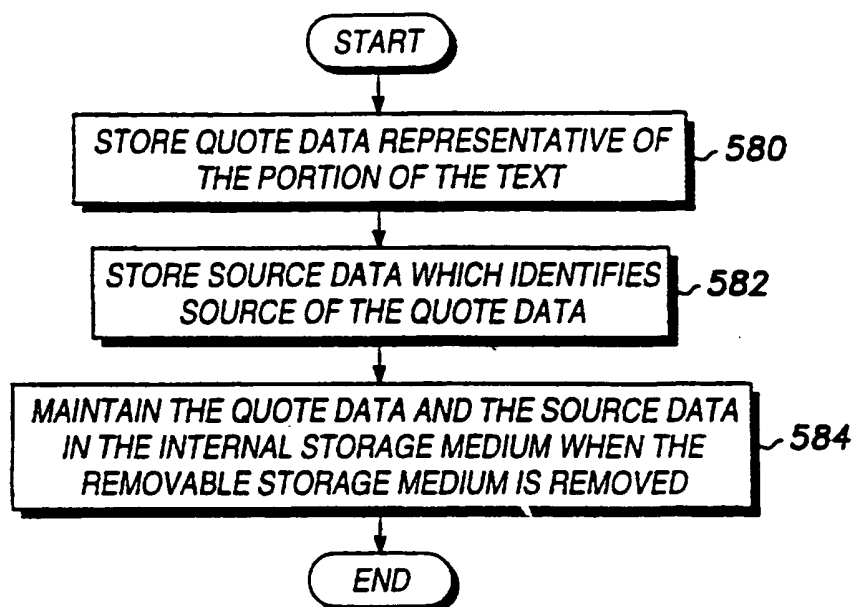 START
STORE QUOTE DATA REPRESENTATIVE OF
THE PORTION OF THE TEXT
580
STORE SOURCE DATA WHICH IDENTIFIES
SOURCE OF THE QUOTE DATA
582
MAINTAIN THE QUOTE DATA AND THE SOURCE DATA
IN THE INTERNAL STORAGE MEDIUM WHEN THE
REMOVABLE STORAGE MEDIUM IS REMOVED
584
END